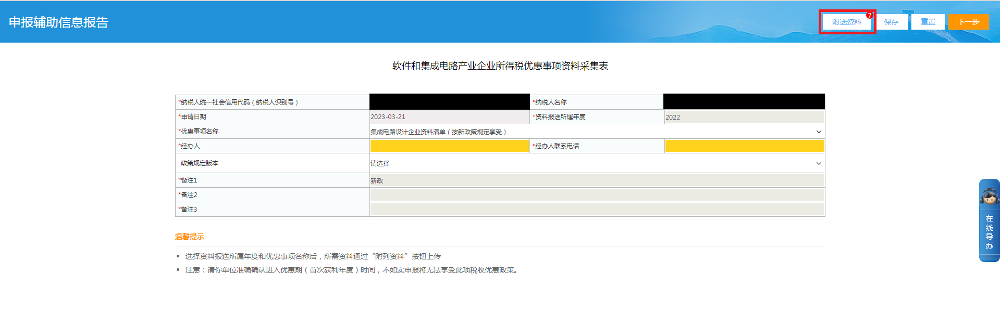 申报辅助信息报告
附送资料 7 保存 重置 下一步
软件和集成电路产业企业所得税优惠事项资料采集表
*纳税人统一社会信用代码（纳税人识别号） *纳税人名称
*申请日期 2023-03-21 *资料报送所属年度 2022
*优惠事项名称 集成电路设计企业资料清单（按新政策规定享受）
*经办人 *经办人联系电话
政策规定版本 请选择
*备注1 新政
*备注2
*备注3
温馨提示
• 选择资料报送所属年度和优惠事项名称后，所需资料通过“附列资料”按钮上传
• 注意：请你单位准确确认进入优惠期（首次获利年度）时间，不如实申报将无法享受此项税收优惠政策。
在
线
导
办